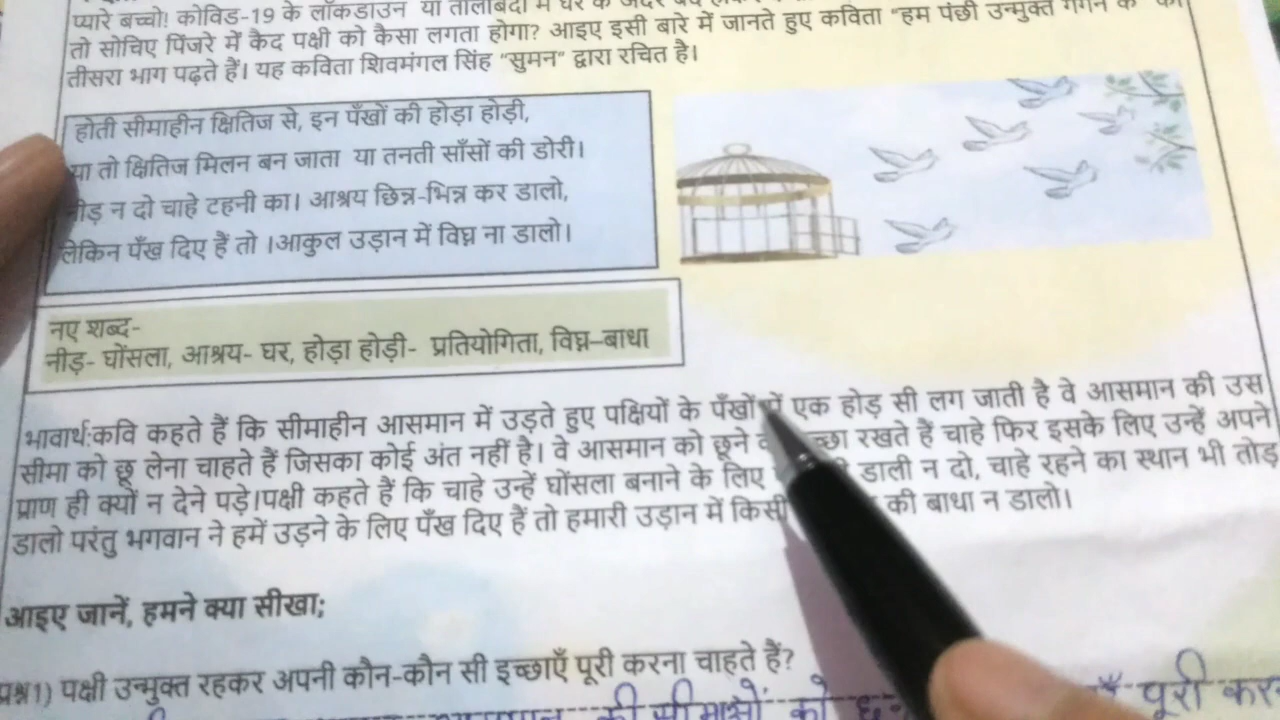 प्यारे बच्चो! कोविड-19 के लॉकडाउन या तालाबंदी में घर के अंदर
तो सोचिए पिंजरे में कैद पक्षी को कैसा लगता होगा? आइए इसी बारे में जानते हुए कविता "हम पंछी उन्मुक्त गगन के
तीसरा भाग पढ़ते हैं। यह कविता शिवमंगल सिंह "सुमन" द्वारा रचित है।
होती सीमाहीन क्षितिज से, इन पँखों की होड़ा होड़ी,
या तो क्षितिज मिलन बन जाता या तनती साँसों की डोरी।
नीड़ न दो चाहे टहनी का। आश्रय छिन्न-भिन्न कर डालो,
लेकिन पँख दिए हैं तो ।आकुल उड़ान में विघ्न ना डालो।
नए शब्द-
नीड़- घोंसला, आश्रय- घर, होड़ा होड़ी- प्रतियोगिता, विघ्न–बाधा
भावार्थ:कवि कहते हैं कि सीमाहीन आसमान में उड़ते हुए पक्षियों के पँखों में एक होड़ सी लग जाती है वे आसमान की उस
सीमा को छू लेना चाहते हैं जिसका कोई अंत नहीं है। वे आसमान को छूने रखते हैं चाहे फिर इसके लिए उन्हें अपने
प्राण ही क्यों न देने पड़े।पक्षी कहते हैं कि चाहे उन्हें घोंसला बनाने के लिए डाली न दो, चाहे रहने का स्थान भी तोड़
डालो परंतु भगवान ने हमें उड़ने के लिए पँख दिए हैं तो हमारी उड़ान में किसी की बाधा न डालो।
आइए जानें, हमने क्या सीखा;
प्रश्न1) पक्षी उन्मुक्त रहकर अपनी कौन-कौन सी इच्छाएँ पूरी करना चाहते हैं?
की सीमाओं को पूरी